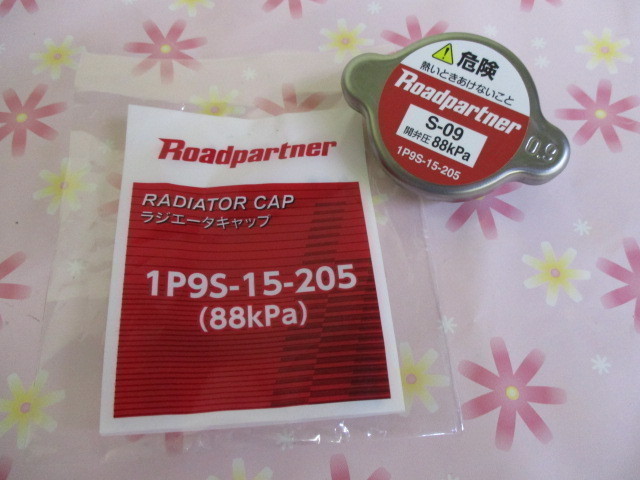 Roadpartner
RADIATOR CAP
ラジエータキャップ
1P9S-15-205
(88kPa)
危険
熱いときあけないこと
Roadpartner
S-09
開弁圧 88kPa
1P9S-15-205
0.9